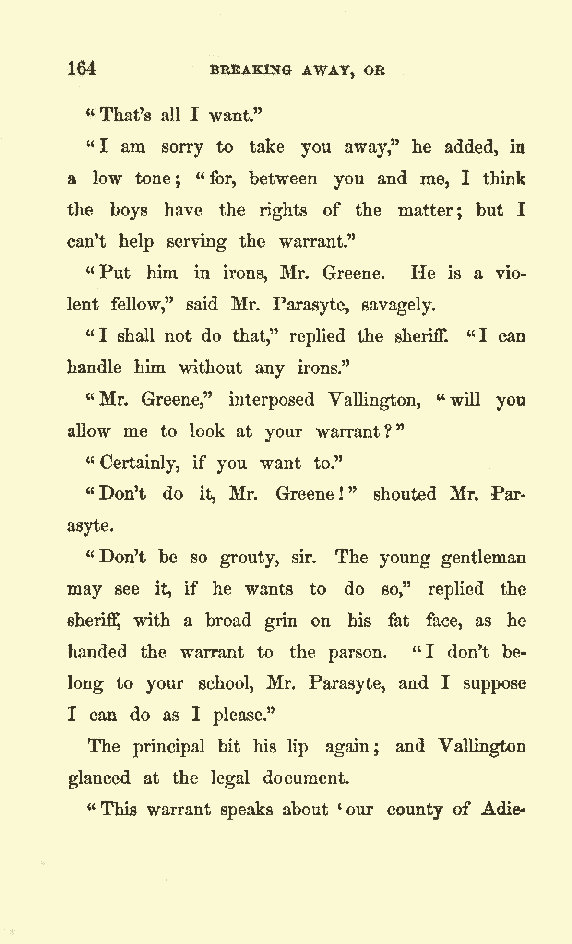 164 BREAKING AWAY, OR
"That's all I want."
"I am sorry to take you away," he added, in
a low tone; "for, between you and me, I think
the boys have the rights of the matter; but I
can't help serving the warrant."
"Put him in irons, Mr. Greene. He is a vio-
lent fellow," said Mr. Parasyte, savagely.
"I shall not do that," replied the sheriff. "I can
handle him without any irons."
"Mr. Greene," interposed Vallington, "will you
allow me to look at your warrant?"
"Certainly, if you want to."
"Don't do it, Mr. Greene!" shouted Mr. Par-
asyte.
"Don't be so grouty, sir. The young gentleman
may see it, if he wants to do so," replied the
sheriff, with a broad grin on his fat face, as he
handed the warrant to the parson. "I don't be-
long to your school, Mr. Parasyte, and I suppose
I can do as I please."
The principal bit his lip again; and Vallington
glanced at the legal document.
"This warrant speaks about 'our county of Adie-